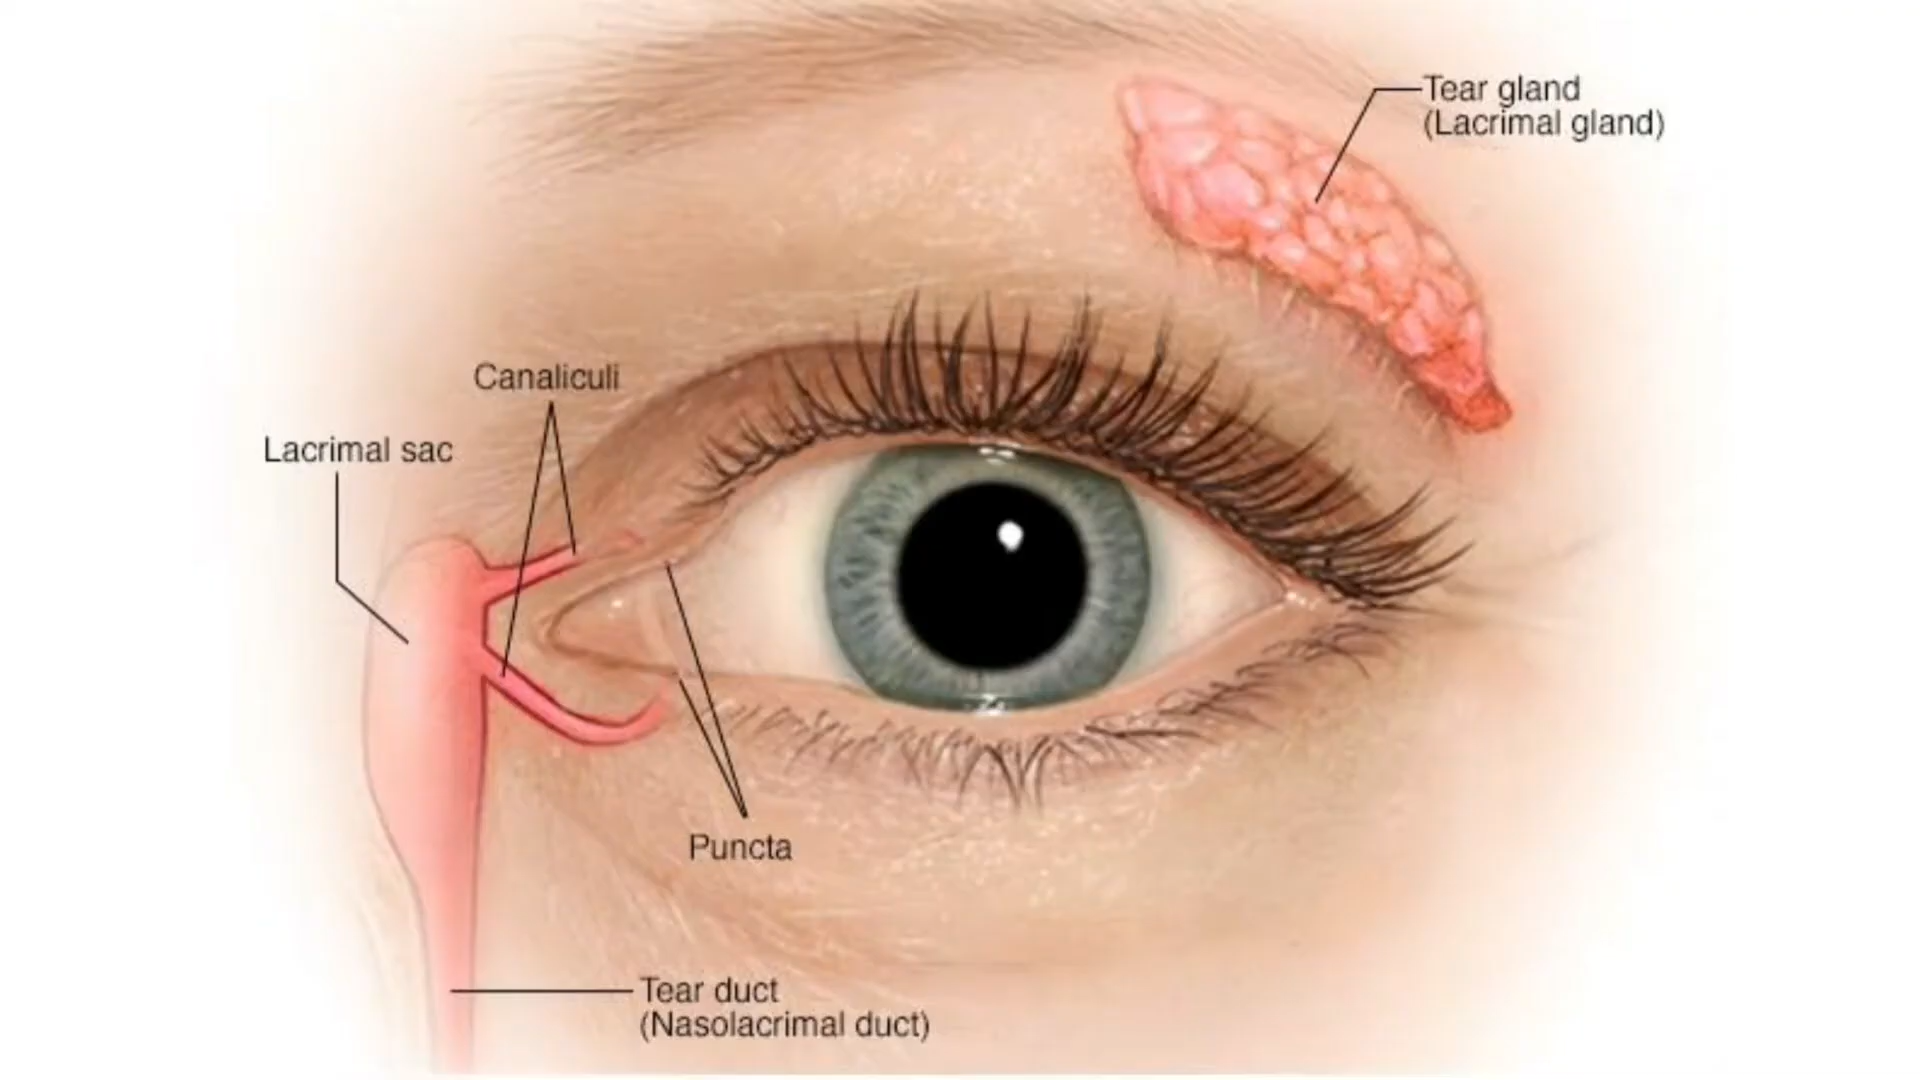 Tear gland
(Lacrimal gland)
Canaliculi
Lacrimal sac
Puncta
Tear duct
(Nasolacrimal duct)